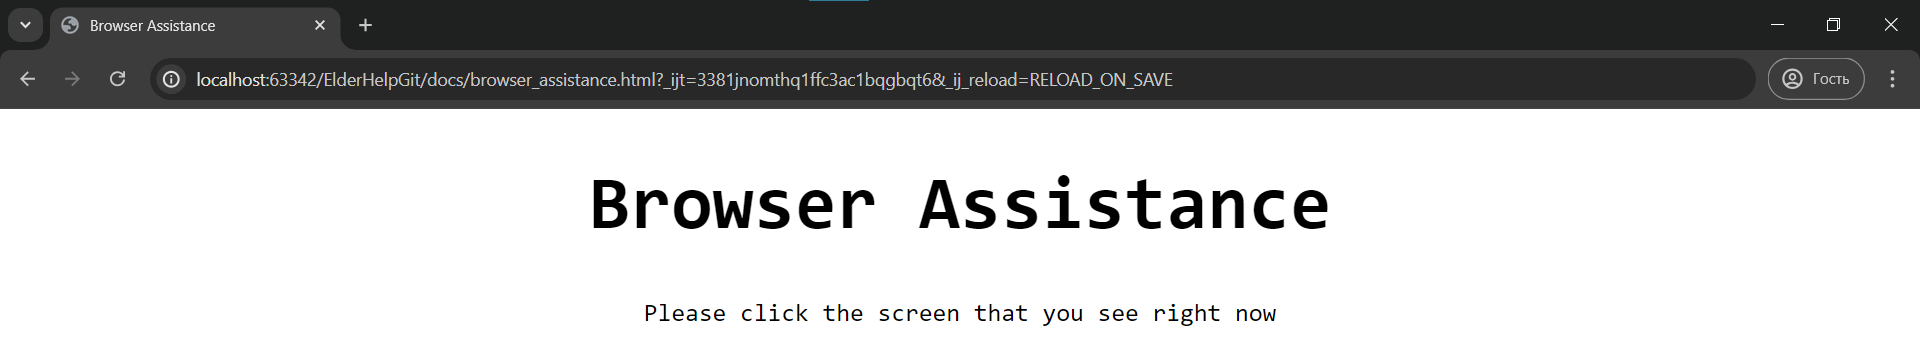 Browser Assistance
localhost:63342/ElderHelpGit/docs/browser_assistance.html?_ijt=3381jnomthq1ffc3ac1bqgbqt6&_ij_reload=RELOAD_ON_SAVE
Гость
Browser Assistance
Please click the screen that you see right now